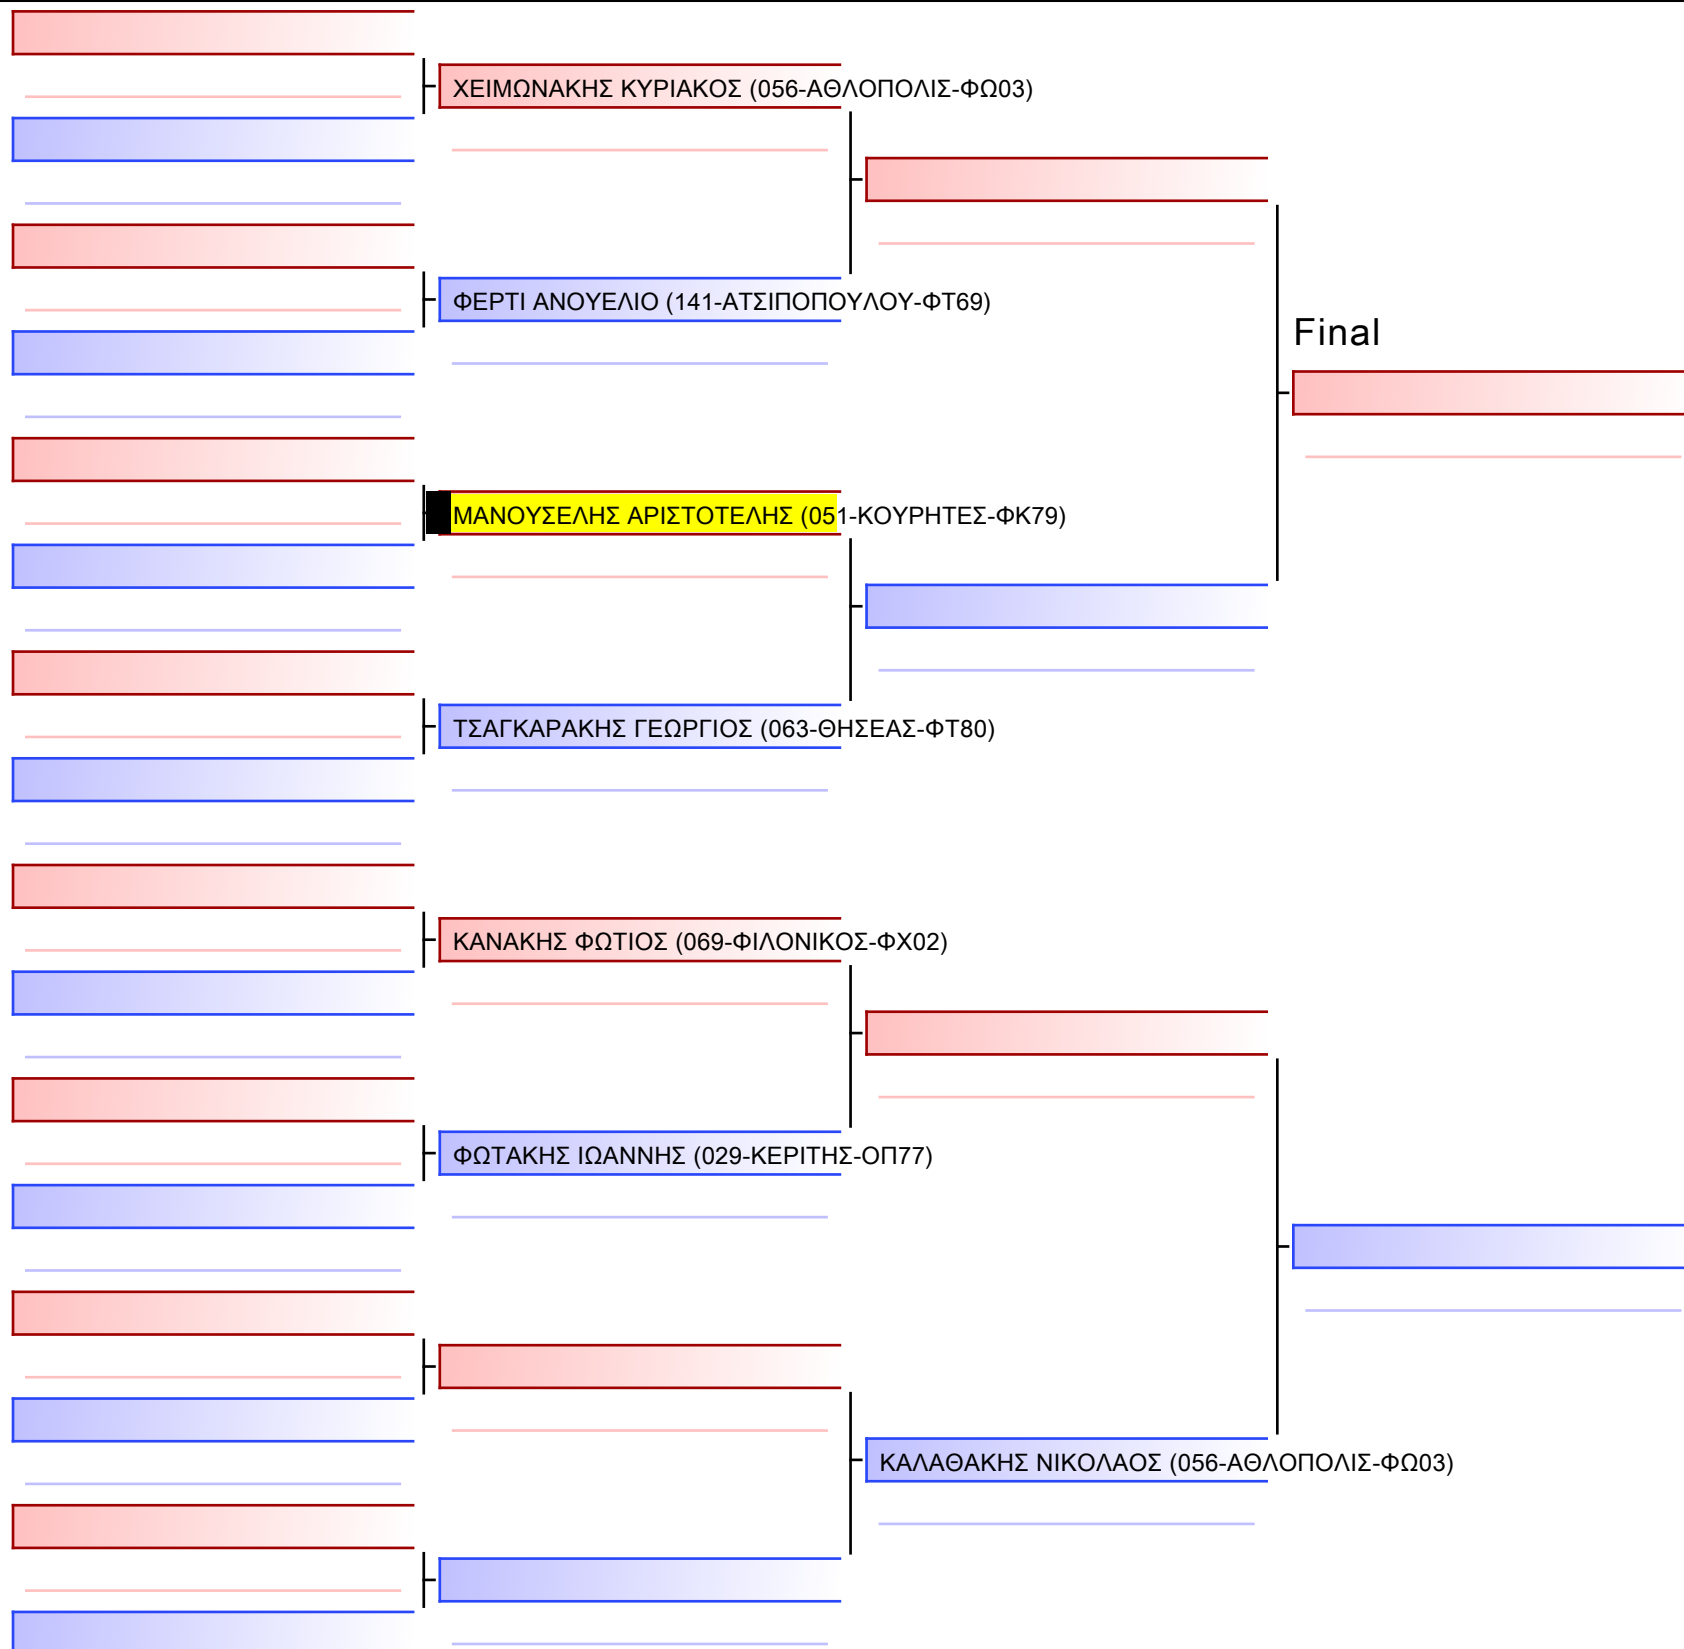 ΧΕΙΜΩΝΑΚΗΣ ΚΥΡΙΑΚΟΣ (056-ΑΘΛΟΠΟΛΙΣ-ΦΩ03)
ΦΕΡΤΙ ΑΝΟΥΕΛΙΟ (141-ΑΤΣΙΠΟΠΟΥΛΟΥ-ΦΤ69)
Final
ΜΑΝΟΥΣΕΛΗΣ ΑΡΙΣΤΟΤΕΛΗΣ (051-ΚΟΥΡΗΤΕΣ-ΦΚ79)
ΤΣΑΓΚΑΡΑΚΗΣ ΓΕΩΡΓΙΟΣ (063-ΘΗΣΕΑΣ-ΦΤ80)
ΚΑΝΑΚΗΣ ΦΩΤΙΟΣ (069-ΦΙΛΟΝΙΚΟΣ-ΦΧ02)
ΦΩΤΑΚΗΣ ΙΩΑΝΝΗΣ (029-ΚΕΡΙΤΗΣ-ΟΠ77)
ΚΑΛΑΘΑΚΗΣ ΝΙΚΟΛΑΟΣ (056-ΑΘΛΟΠΟΛΙΣ-ΦΩ03)